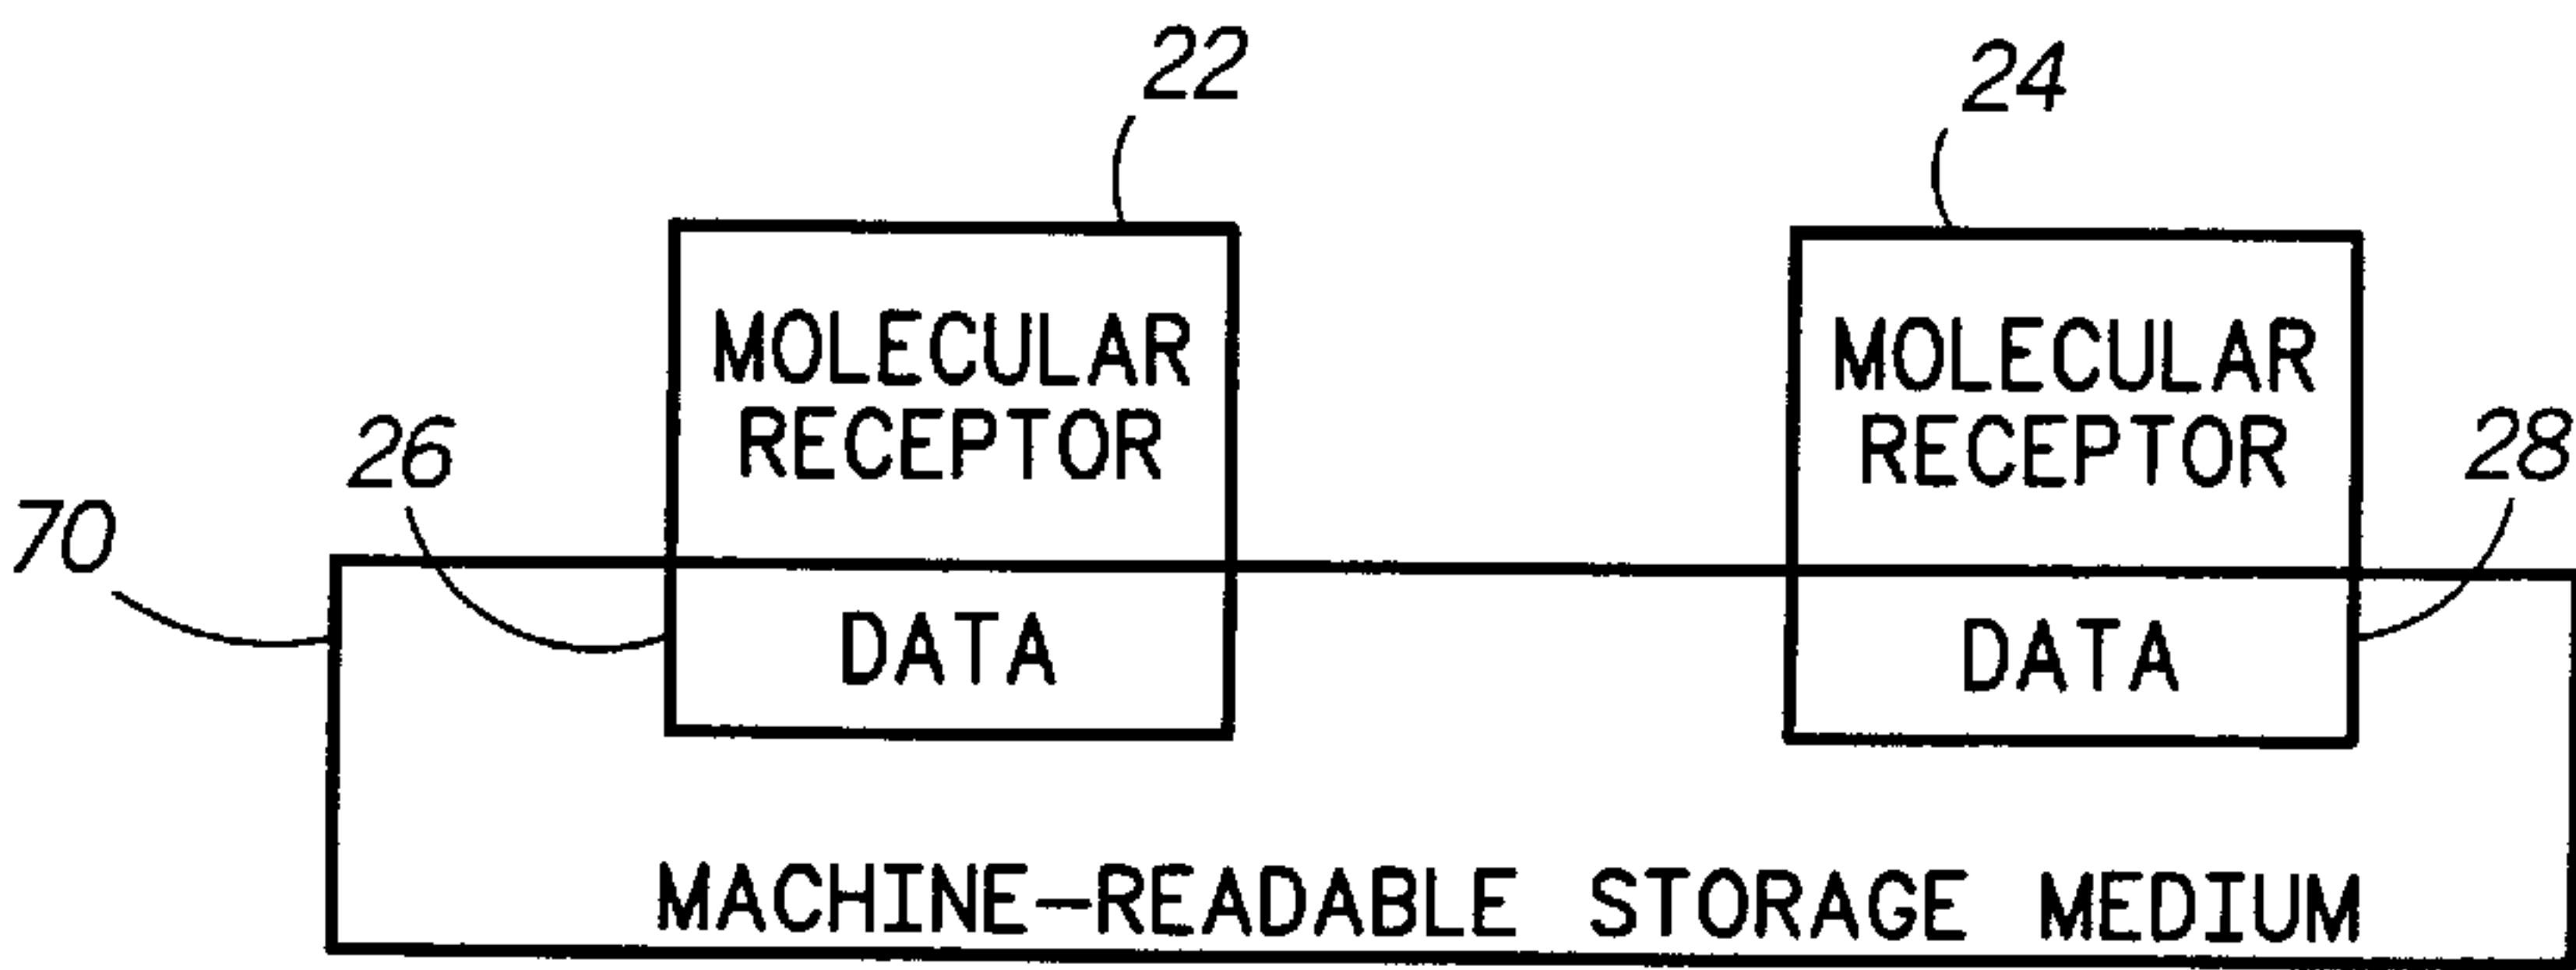 22
24
MOLECULAR
RECEPTOR
MOLECULAR
RECEPTOR
26
28
70
DATA
DATA
MACHINE-READABLE STORAGE MEDIUM